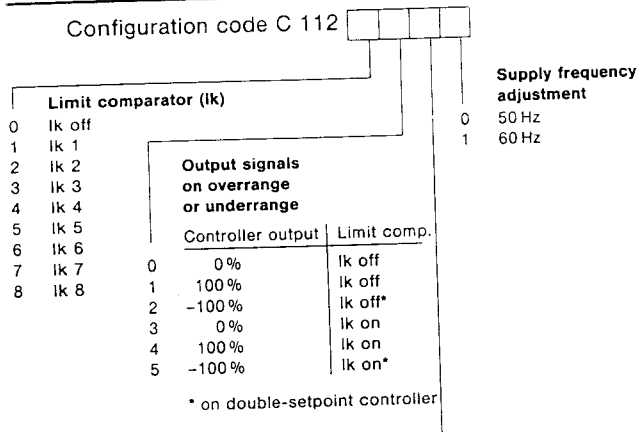 Configuration code C 112
Supply frequency
adjustment
0 50 Hz
1 60 Hz
Limit comparator (lk)
0 lk off
1 lk 1
2 lk 2
3 lk 3
4 lk 4
5 lk 5
6 lk 6
7 lk 7
8 lk 8
Output signals
on overrange
or underrange
Controller output Limit comp.
0 0 % lk off
1 100 % lk off
2 –100 % lk off*
3 0 % lk on
4 100 % lk on
5 –100 % lk on*
* on double-setpoint controller